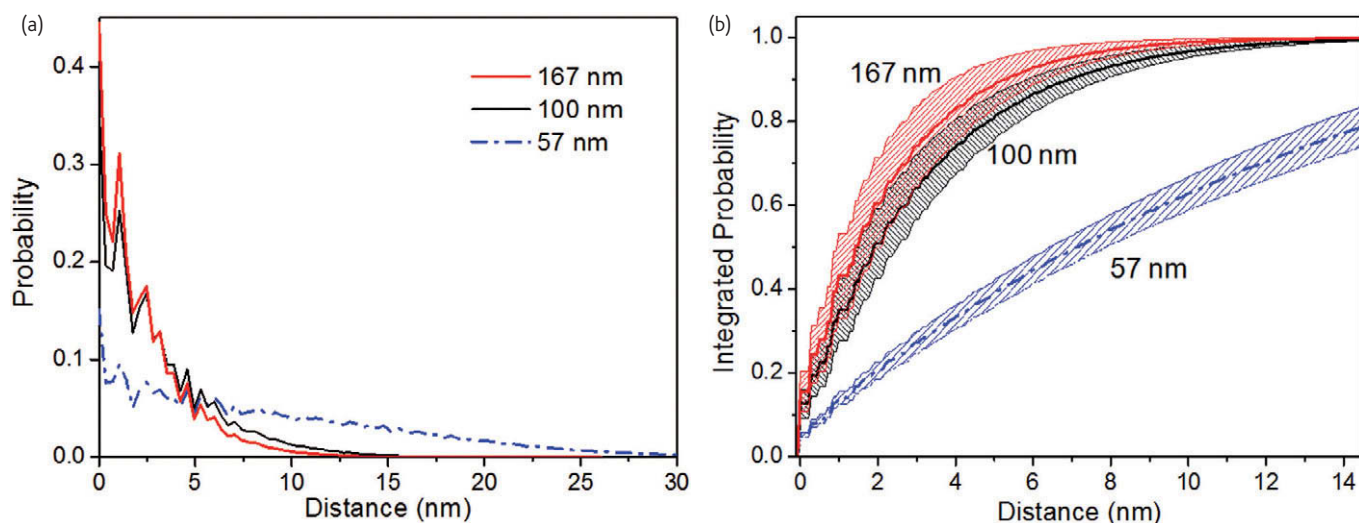 (a)
0.4
0.3
0.2
0.1
0.0
Probability
167 nm
100 nm
57 nm
0 5 10 15 20 25 30
Distance (nm)
(b)
1.0
0.8
0.6
0.4
0.2
0.0
Integrated Probability
167 nm
100 nm
57 nm
0 2 4 6 8 10 12 14
Distance (nm)